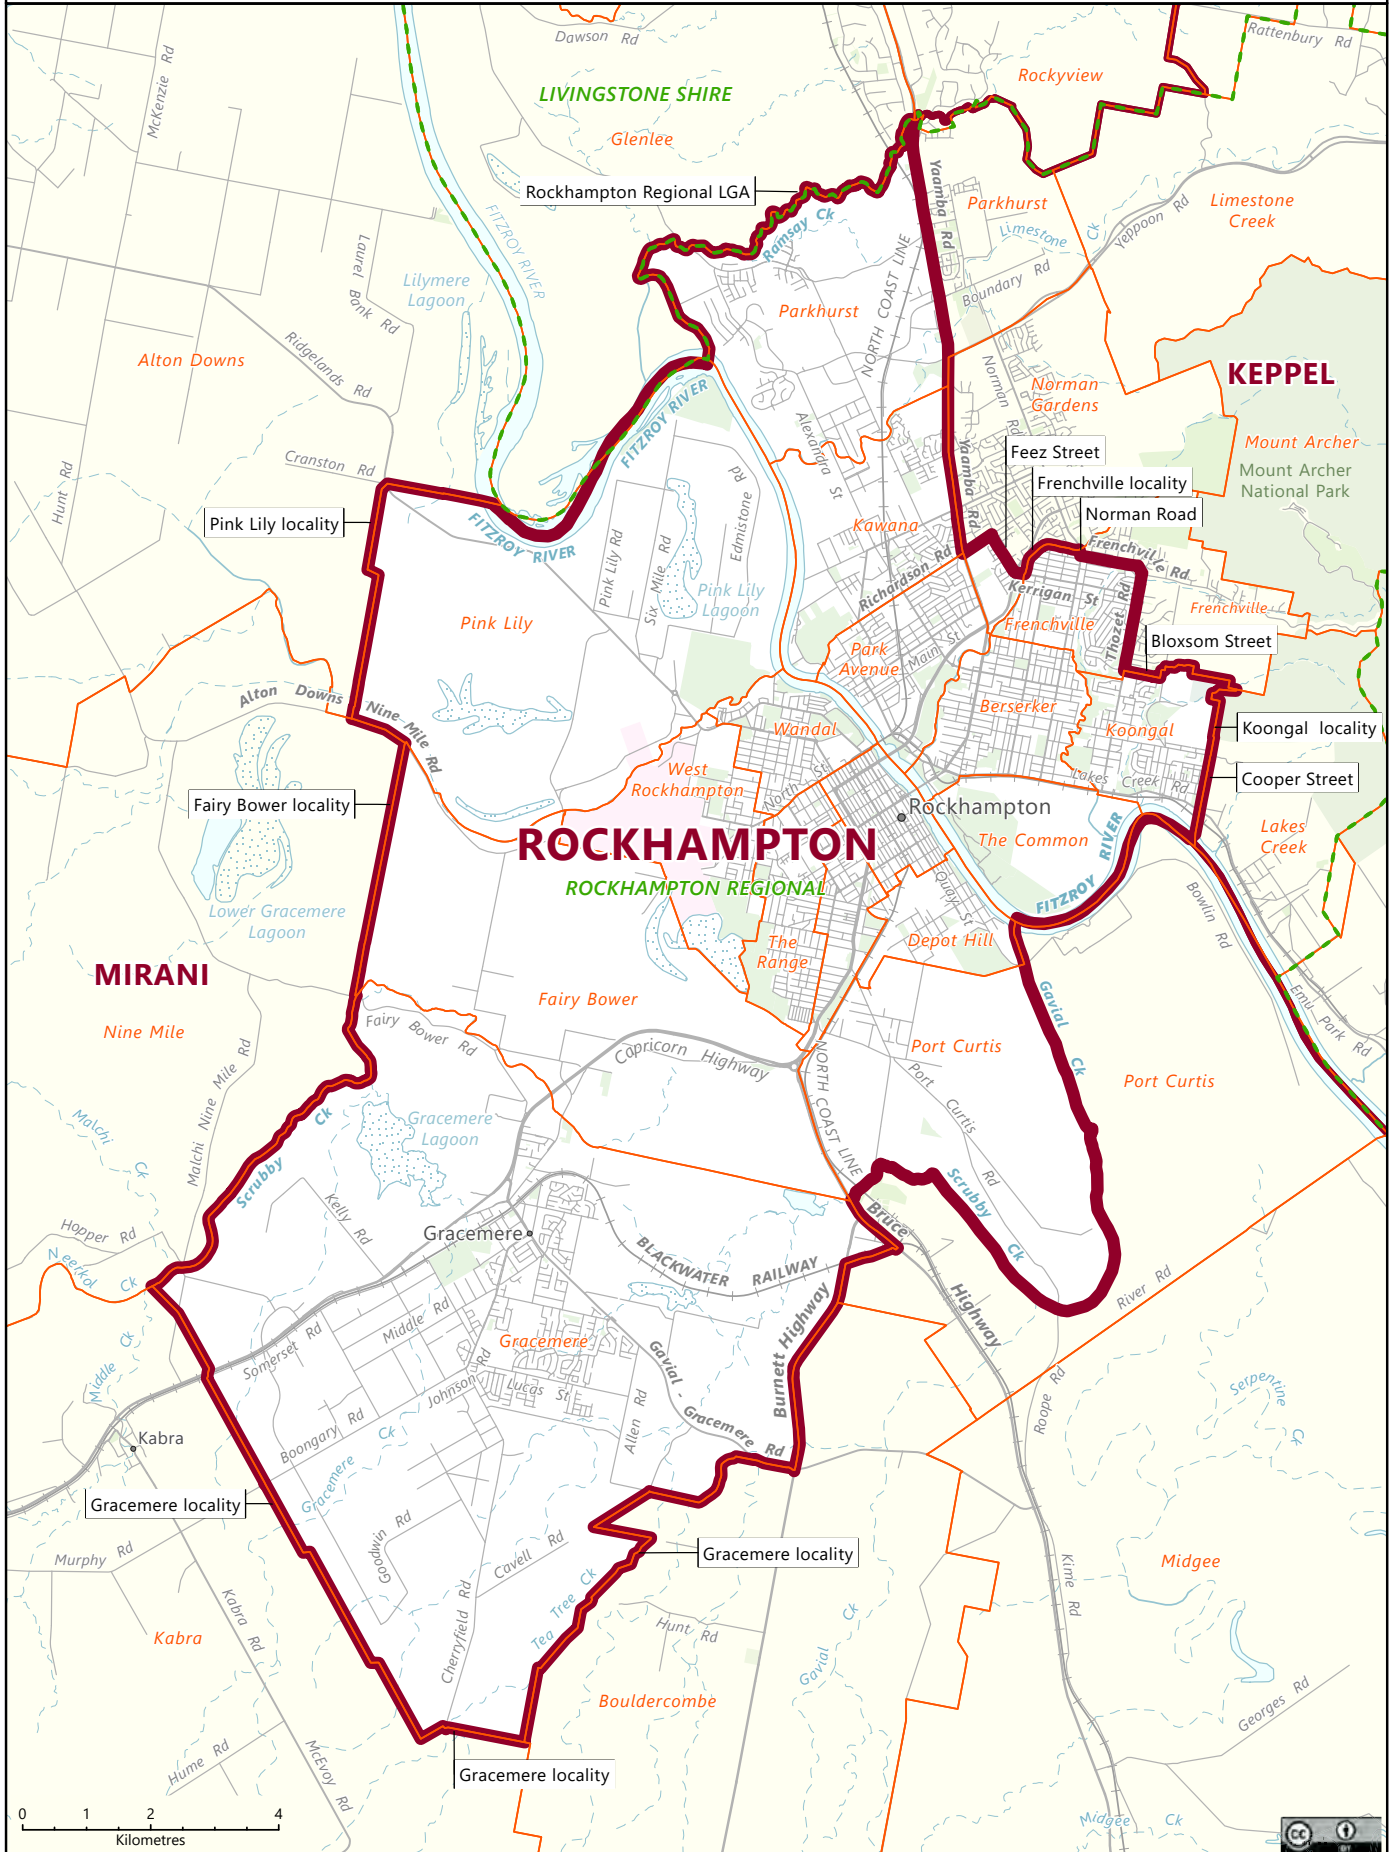 Dawson Rd
Rattenbury Rd
McKenzie Rd
Rockyview
LIVINGSTONE SHIRE
Glenlee
Rockhampton Regional LGA
Yaamba Rd
Parkhurst
Limestone
Creek
Limestone Ck
Yeppoon Rd
FITZROY RIVER
Ramsay Ck
NORTH COAST LINE
Laurel Bank Rd
Lilymere
Lagoon
Boundary Rd
Parkhurst
Alton Downs
Ridgelands Rd
KEPPEL
Norman Rd
Norman
Gardens
FITZROY RIVER
Alexandra St
Mount Archer
Mount Archer
National Park
Feez Street
Yaamba Rd
Cranston Rd
Hunt Rd
Edmistone Rd
Frenchville locality
Norman Road
Pink Lily locality
FITZROY RIVER
Kawana
Pink Lily Rd
Six Mile Rd
Frenchville Rd
Richardson Rd
Kerrigan St
Pink Lily
Lagoon
Pink Lily
Frenchville
Frenchville
Thozet Rd
Bloxsom Street
Park
Avenue
Main St
Alton Downs Nine Mile Rd
Berserker
Wandal
Koongal
Koongal locality
West
Rockhampton
North St
Lakes Creek Rd
Cooper Street
Fairy Bower locality
Rockhampton
ROCKHAMPTON
The Common
FITZROY RIVER
Lakes
Creek
ROCKHAMPTON REGIONAL
Quay St
Bowlin Rd
Lower Gracemere
Lagoon
The
Range
Depot Hill
MIRANI
Fairy Bower
Gavial Ck
Emu Park Rd
Nine Mile
Fairy Bower Rd
Capricorn Highway
NORTH COAST LINE
Port Curtis
Port Curtis Rd
Port Curtis
Malchi Nine Mile Rd
Malchi Ck
Scrubby Ck
Gracemere
Lagoon
Scrubby Ck
Kelly Rd
Hopper Rd
Neerkol Ck
Gracemere
Bruce Highway
BLACKWATER RAILWAY
River Rd
Burnett Highway
Middle Rd
Somerset Rd
Gracemere
Middle Ck
Gavial - Gracemere Rd
Johnson Rd
Lucas St
Allen Rd
Roope Rd
Serpentine Ck
Boongary Rd
Kabra
Gracemere Ck
Gracemere locality
Goodwin Rd
Cavell Rd
Gracemere locality
Murphy Rd
Kime Rd
Midgee
Tea Tree Ck
Kabra Rd
Kabra
Cherryfield Rd
Hunt Rd
Gavial Ck
Bouldercombe
Georges Rd
Hume Rd
McEvoy Rd
Gracemere locality
0 1 2 4
Kilometres
Midgee Ck
cc
BY